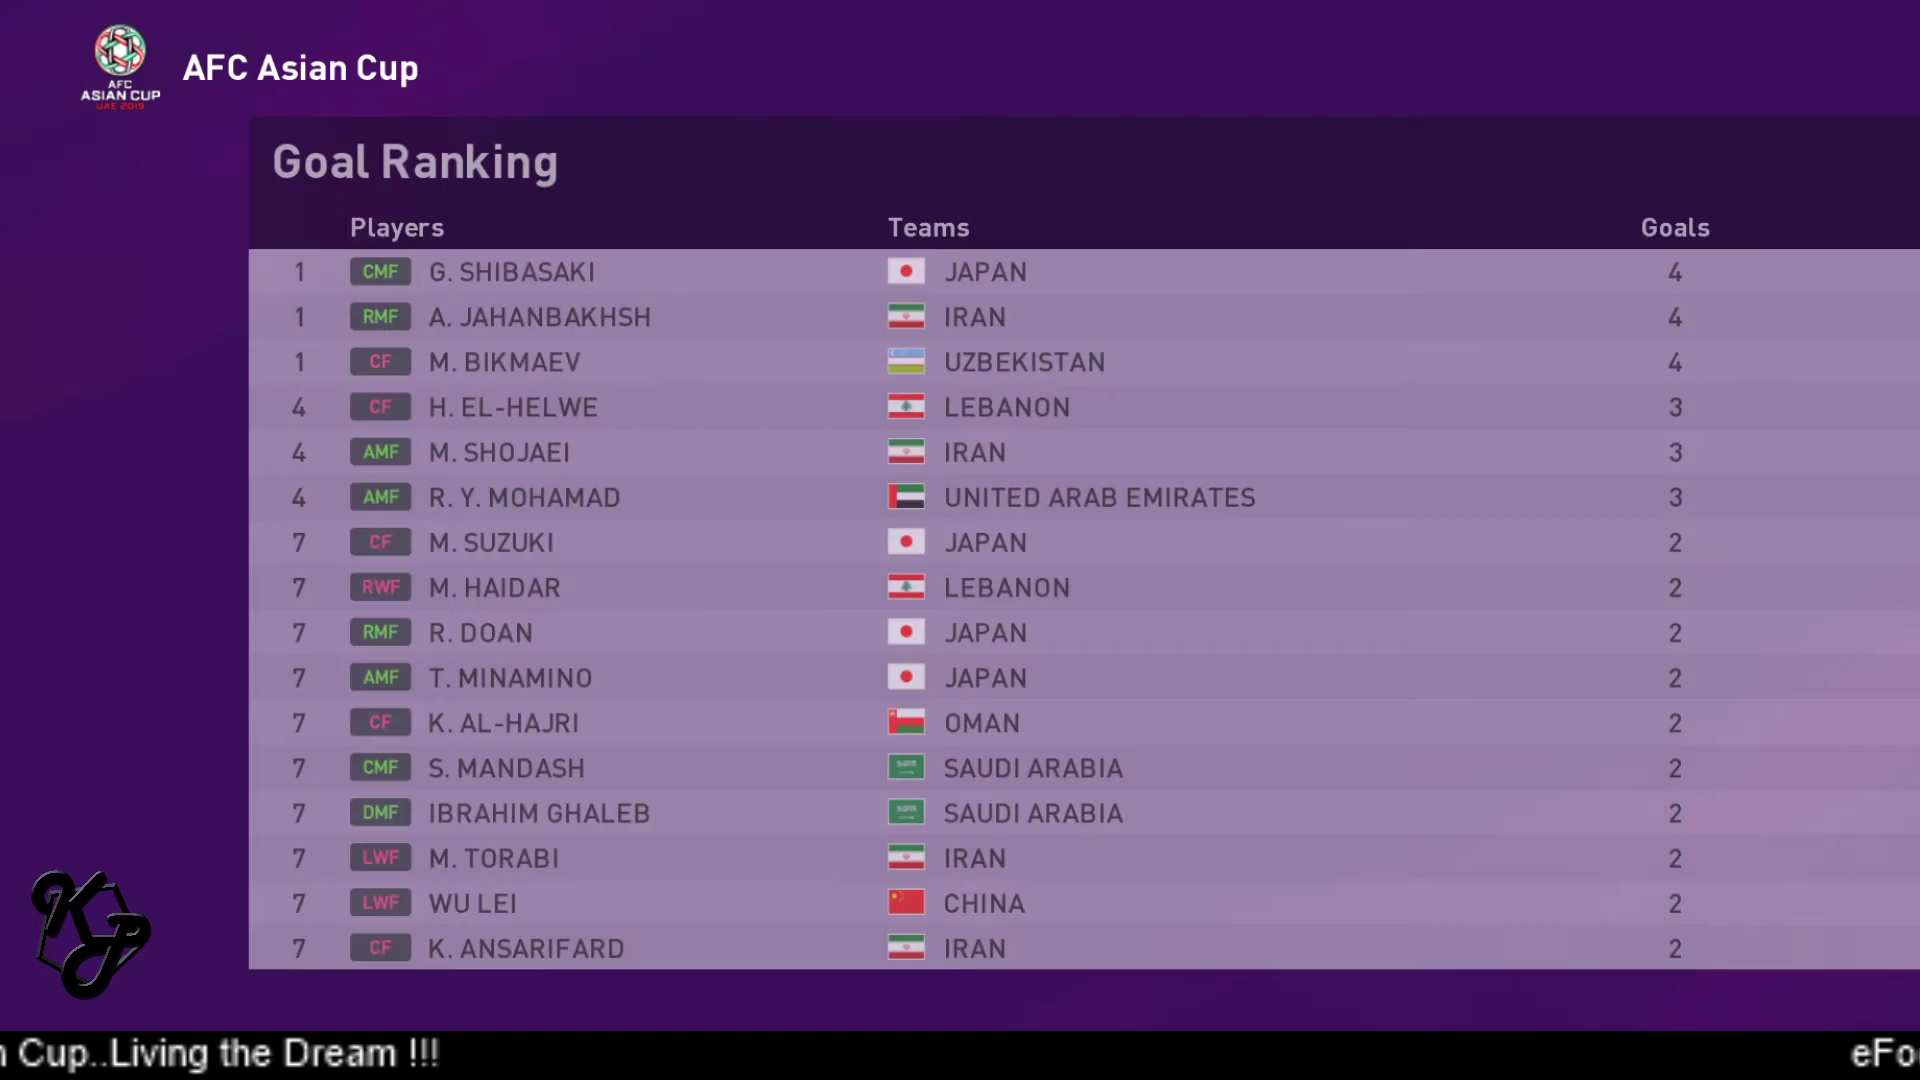 AFC
ASIAN CUP
UAE 2019
AFC Asian Cup
Goal Ranking
Players Teams Goals
1 CMF G. SHIBASAKI JAPAN 4
1 RMF A. JAHANBAKHSH IRAN 4
1 CF M. BIKMAEV UZBEKISTAN 4
4 CF H. EL-HELWE LEBANON 3
4 AMF M. SHOJAEI IRAN 3
4 AMF R. Y. MOHAMAD UNITED ARAB EMIRATES 3
7 CF M. SUZUKI JAPAN 2
7 RWF M. HAIDAR LEBANON 2
7 RMF R. DOAN JAPAN 2
7 AMF T. MINAMINO JAPAN 2
7 CF K. AL-HAJRI OMAN 2
7 CMF S. MANDASH SAUDI ARABIA 2
7 DMF IBRAHIM GHALEB SAUDI ARABIA 2
7 LWF M. TORABI IRAN 2
7 LWF WU LEI CHINA 2
7 CF K. ANSARIFARD IRAN 2
n Cup..Living the Dream !!! eFo